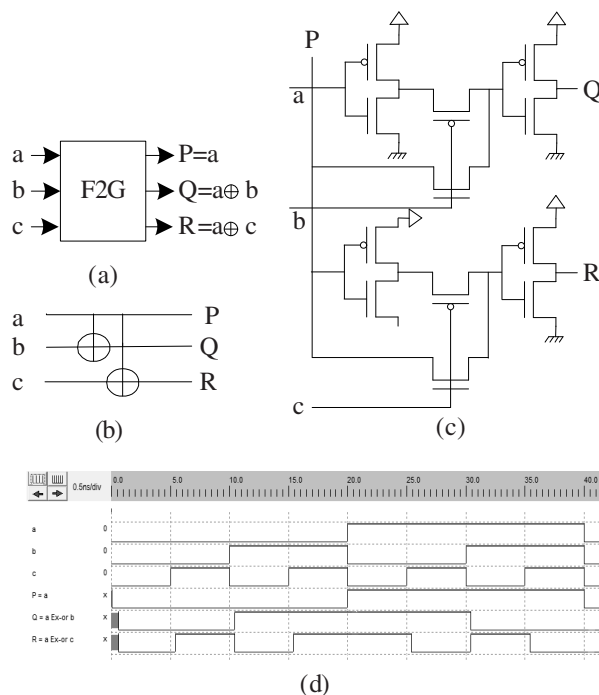 a
b
c
F2G
P=a
Q=a⊕ b
R=a⊕ c
(a)
a
b
c
P
Q
R
(b)
P
a
b
c
Q
R
(c)
0.5ns/div
0.0 5.0 10.0 15.0 20.0 25.0 30.0 35.0 40.0
a 0
b 0
c 0
P = a x
Q = a Ex-or b x
R = a Ex-or c x
(d)